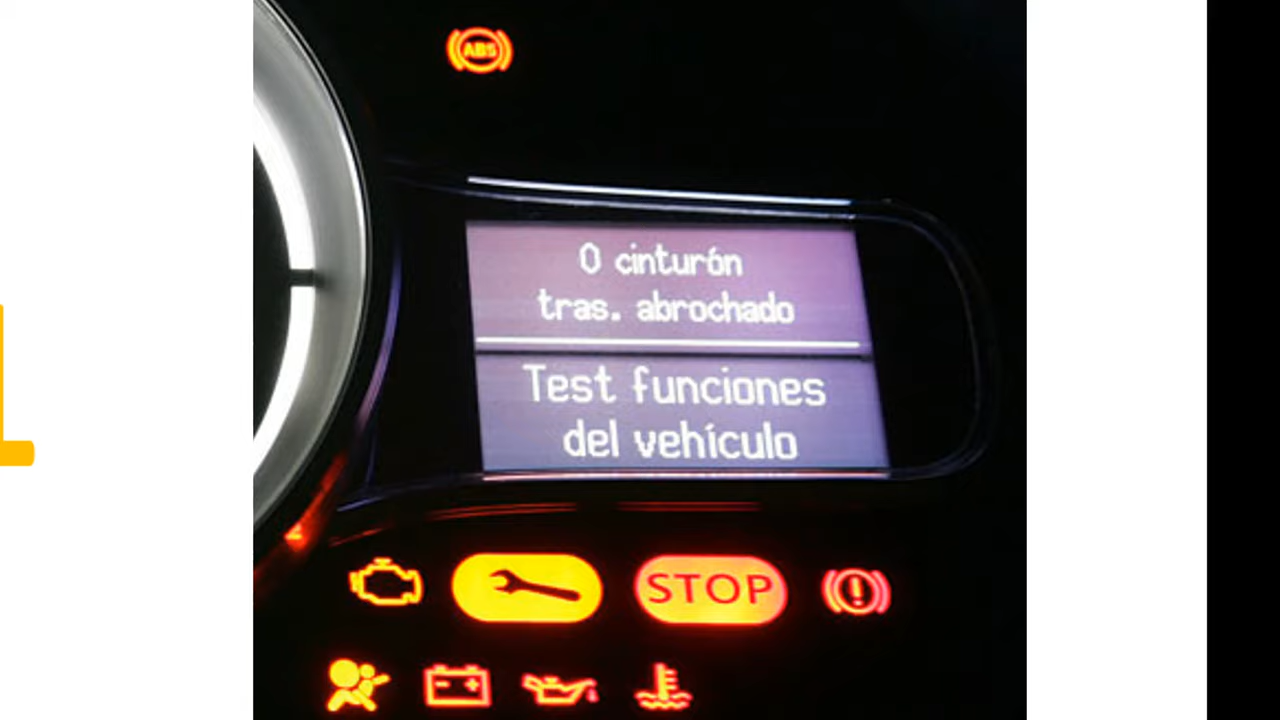 ABS
0 cinturón
tras. abrochado
Test funciones
del vehículo
STOP